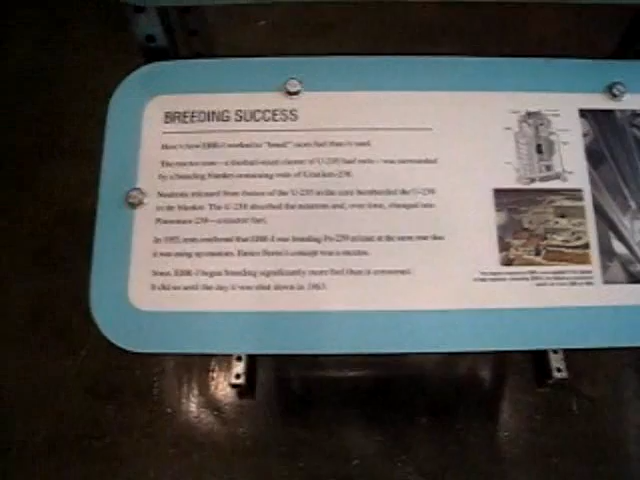 BREEDING SUCCESS
Here's how EBR-I worked to "breed" more fuel than it used.
The reactor core—a football-sized cluster of U-235 fuel rods—was surrounded
by a breeding blanket containing rods of Uranium-238.
Neutrons released from fission of the U-235 in the core bombarded the U-238
in the blanket. The U-238 absorbed the neutrons and, over time, changed into
Plutonium-239—a reactor fuel.
In 1953, tests confirmed that EBR-I was breeding Pu-239 at least at the same rate that
it was using up uranium. Fermi's concept was a success.
Soon, EBR-I began breeding significantly more fuel than it consumed.
It did so until the day it was shut down in 1963.